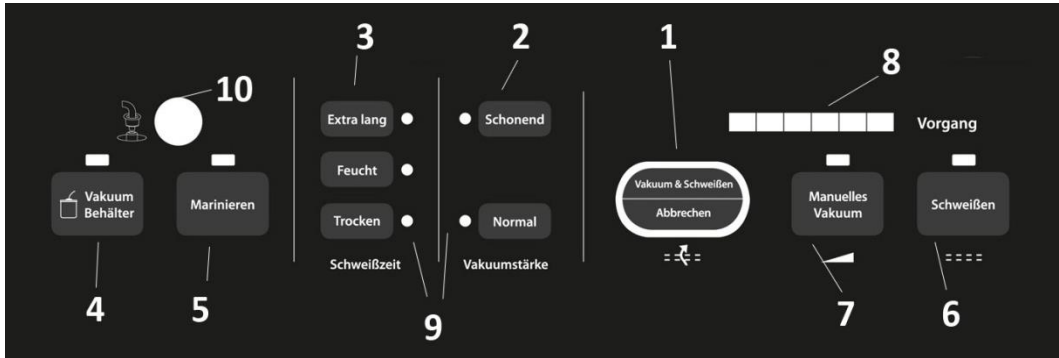 3
2
1
8
10
Extra lang
Schonend
Vorgang
Feucht
Vakuum & Schweißen
Abbrechen
Vakuum
Behälter
Marinieren
Trocken
Normal
Manuelles
Vakuum
Schweißen
Schweißzeit
Vakuumstärke
4
5
9
7
6